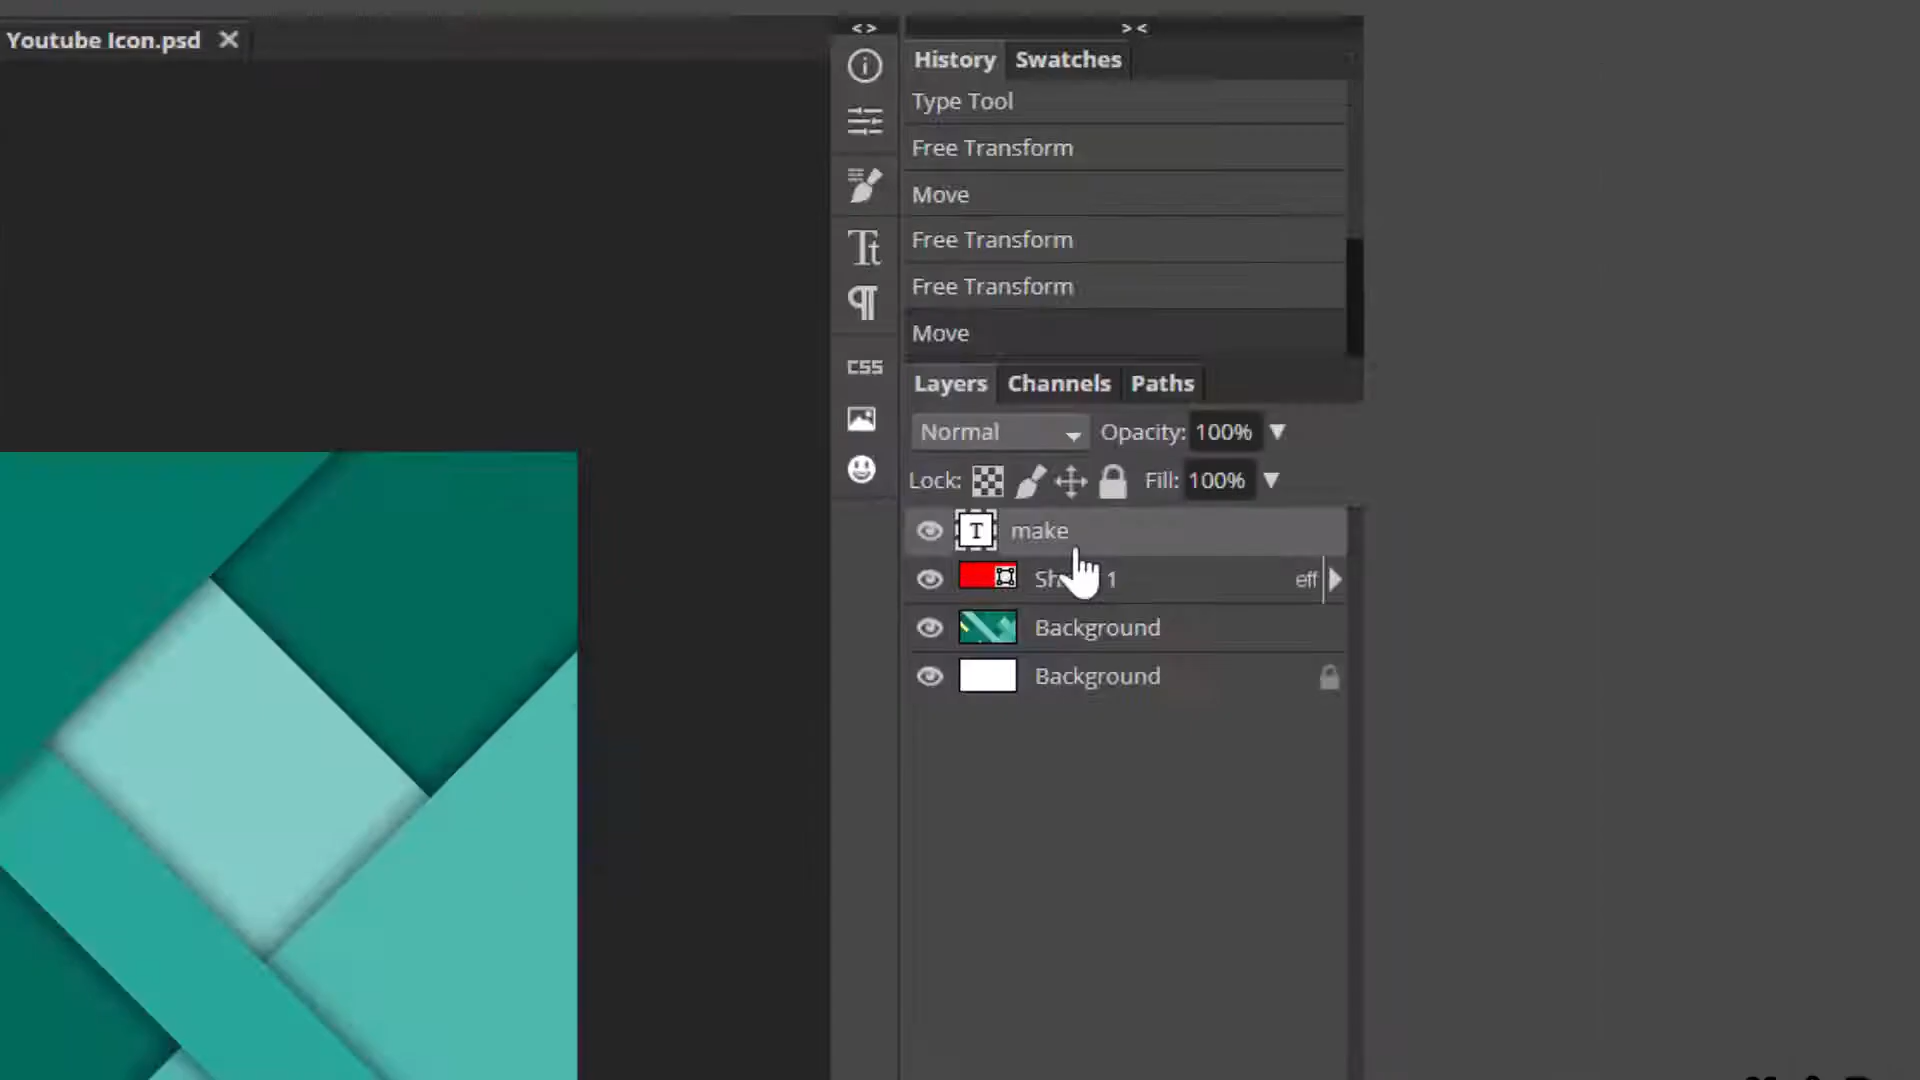 Youtube Icon.psd
< >
> <
History Swatches
Type Tool
Free Transform
Move
Free Transform
Free Transform
Move
Tt
¶
CSS
Layers Channels Paths
Normal Opacity: 100%
Lock: Fill: 100%
T make
1 eff
Background
Background